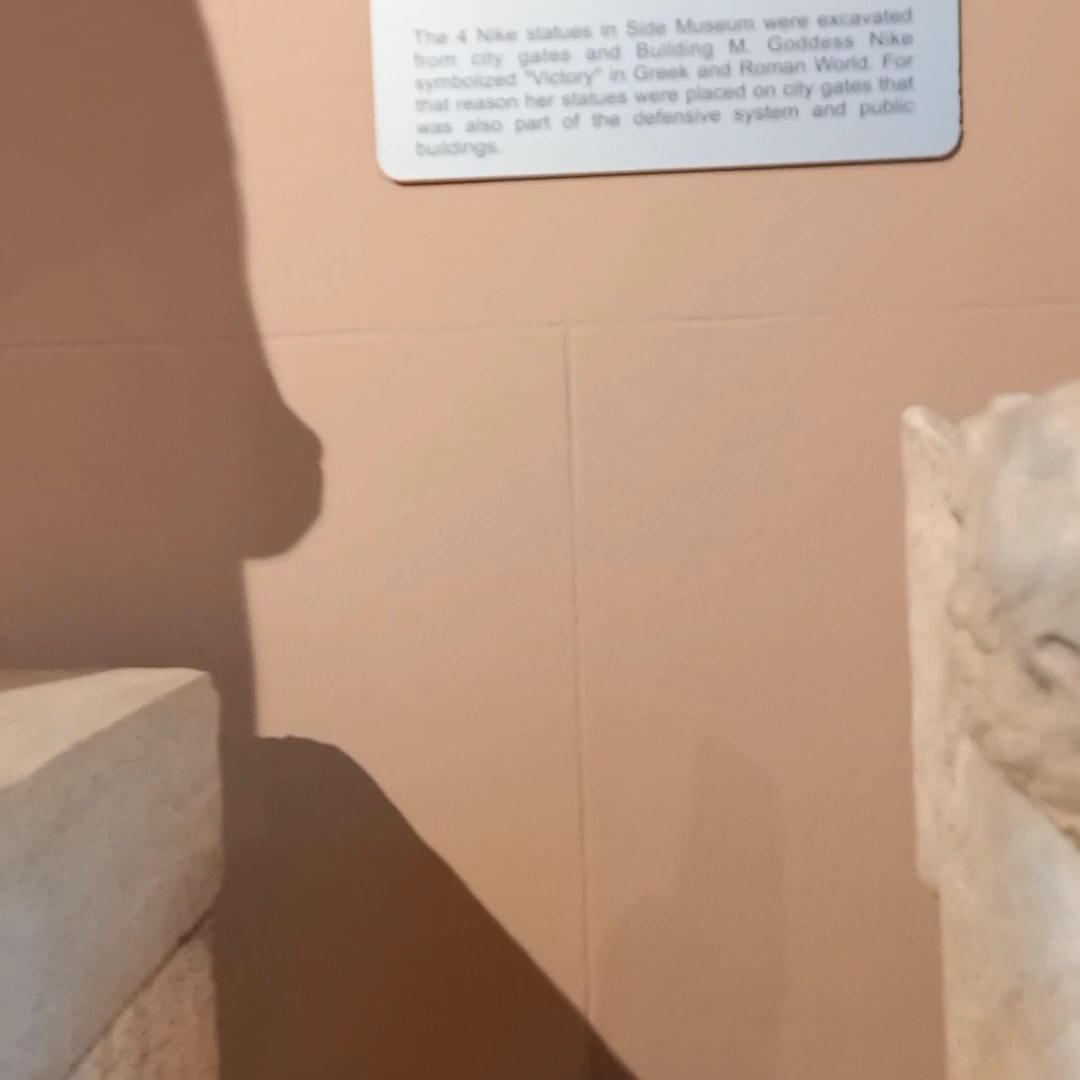 The 4 Nike statues in Side Museum were excavated
from city gates and Building M. Goddess Nike
symbolized "Victory" in Greek and Roman World. For
that reason her statues were placed on city gates that
was also part of the defensive system and public
buildings.